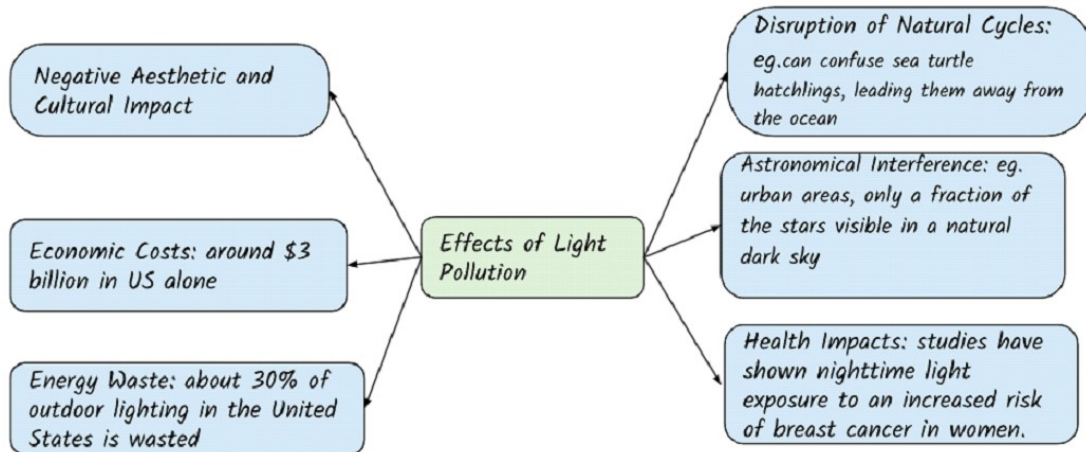 Negative Aesthetic and
Cultural Impact
Economic Costs: around $3
billion in US alone
Energy Waste: about 30% of
outdoor lighting in the United
States is wasted
Effects of Light
Pollution
Disruption of Natural Cycles:
eg.can confuse sea turtle
hatchlings, leading them away from
the ocean
Astronomical Interference: eg.
urban areas, only a fraction of
the stars visible in a natural
dark sky
Health Impacts: studies have
shown nighttime light
exposure to an increased risk
of breast cancer in women.